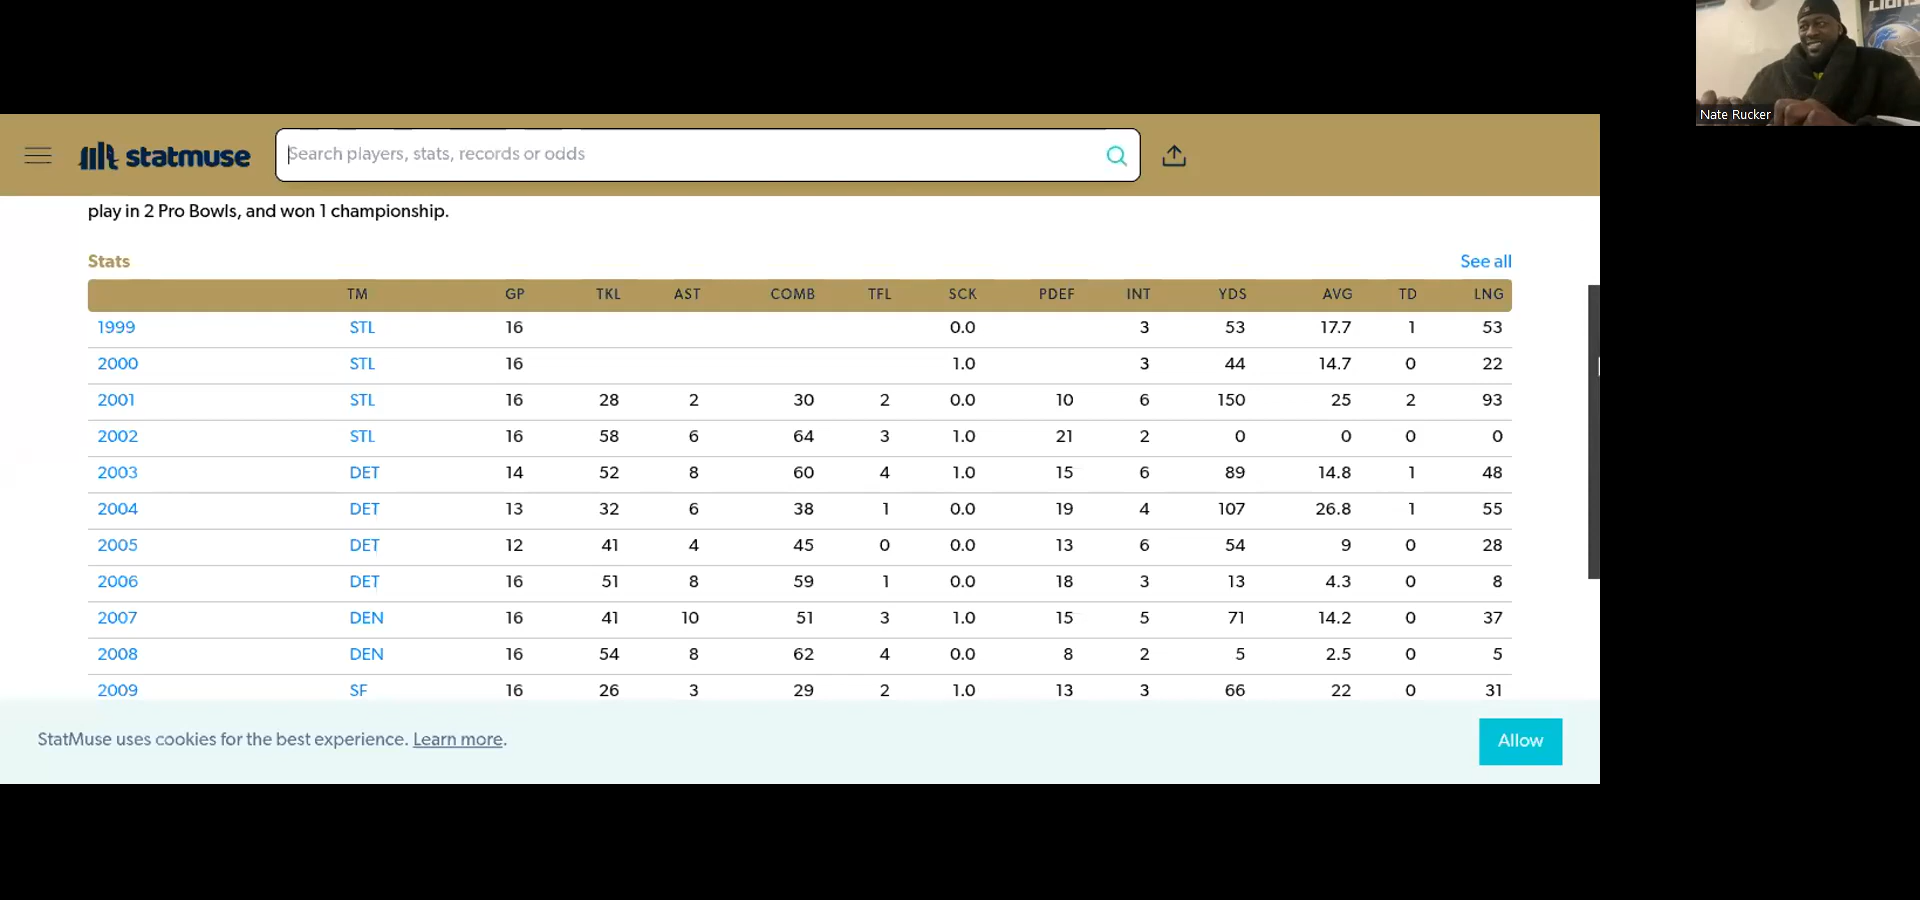 LIONS
Nate Rucker
statmuse
Search players, stats, records or odds
play in 2 Pro Bowls, and won 1 championship.
Stats
See all
TM GP TKL AST COMB TFL SCK PDEF INT YDS AVG TD LNG
1999 STL 16 0.0 3 53 17.7 1 53
2000 STL 16 1.0 3 44 14.7 0 22
2001 STL 16 28 2 30 2 0.0 10 6 150 25 2 93
2002 STL 16 58 6 64 3 1.0 21 2 0 0 0 0
2003 DET 14 52 8 60 4 1.0 15 6 89 14.8 1 48
2004 DET 13 32 6 38 1 0.0 19 4 107 26.8 1 55
2005 DET 12 41 4 45 0 0.0 13 6 54 9 0 28
2006 DET 16 51 8 59 1 0.0 18 3 13 4.3 0 8
2007 DEN 16 41 10 51 3 1.0 15 5 71 14.2 0 37
2008 DEN 16 54 8 62 4 0.0 8 2 5 2.5 0 5
2009 SF 16 26 3 29 2 1.0 13 3 66 22 0 31
StatMuse uses cookies for the best experience. Learn more.
Allow